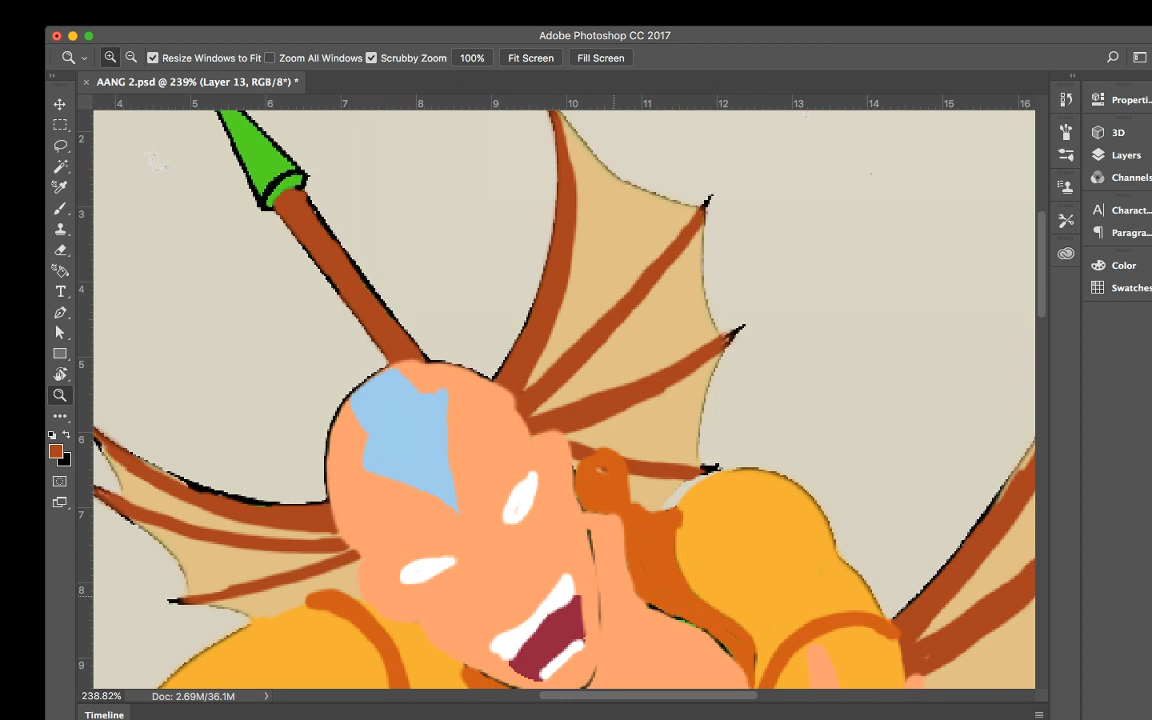 Adobe Photoshop CC 2017
Resize Windows to Fit Zoom All Windows Scrubby Zoom 100% Fit Screen Fill Screen
AANG 2.psd @ 239% (Layer 13, RGB/8*) *
4 5 6 7 8 9 10 11 12 13 14 15 16
2
3
4
5
6
7
8
9
Properti...
3D
Layers
Channels
Charact...
Paragra...
Color
Swatches
238.82% Doc: 2.69M/36.1M
Timeline